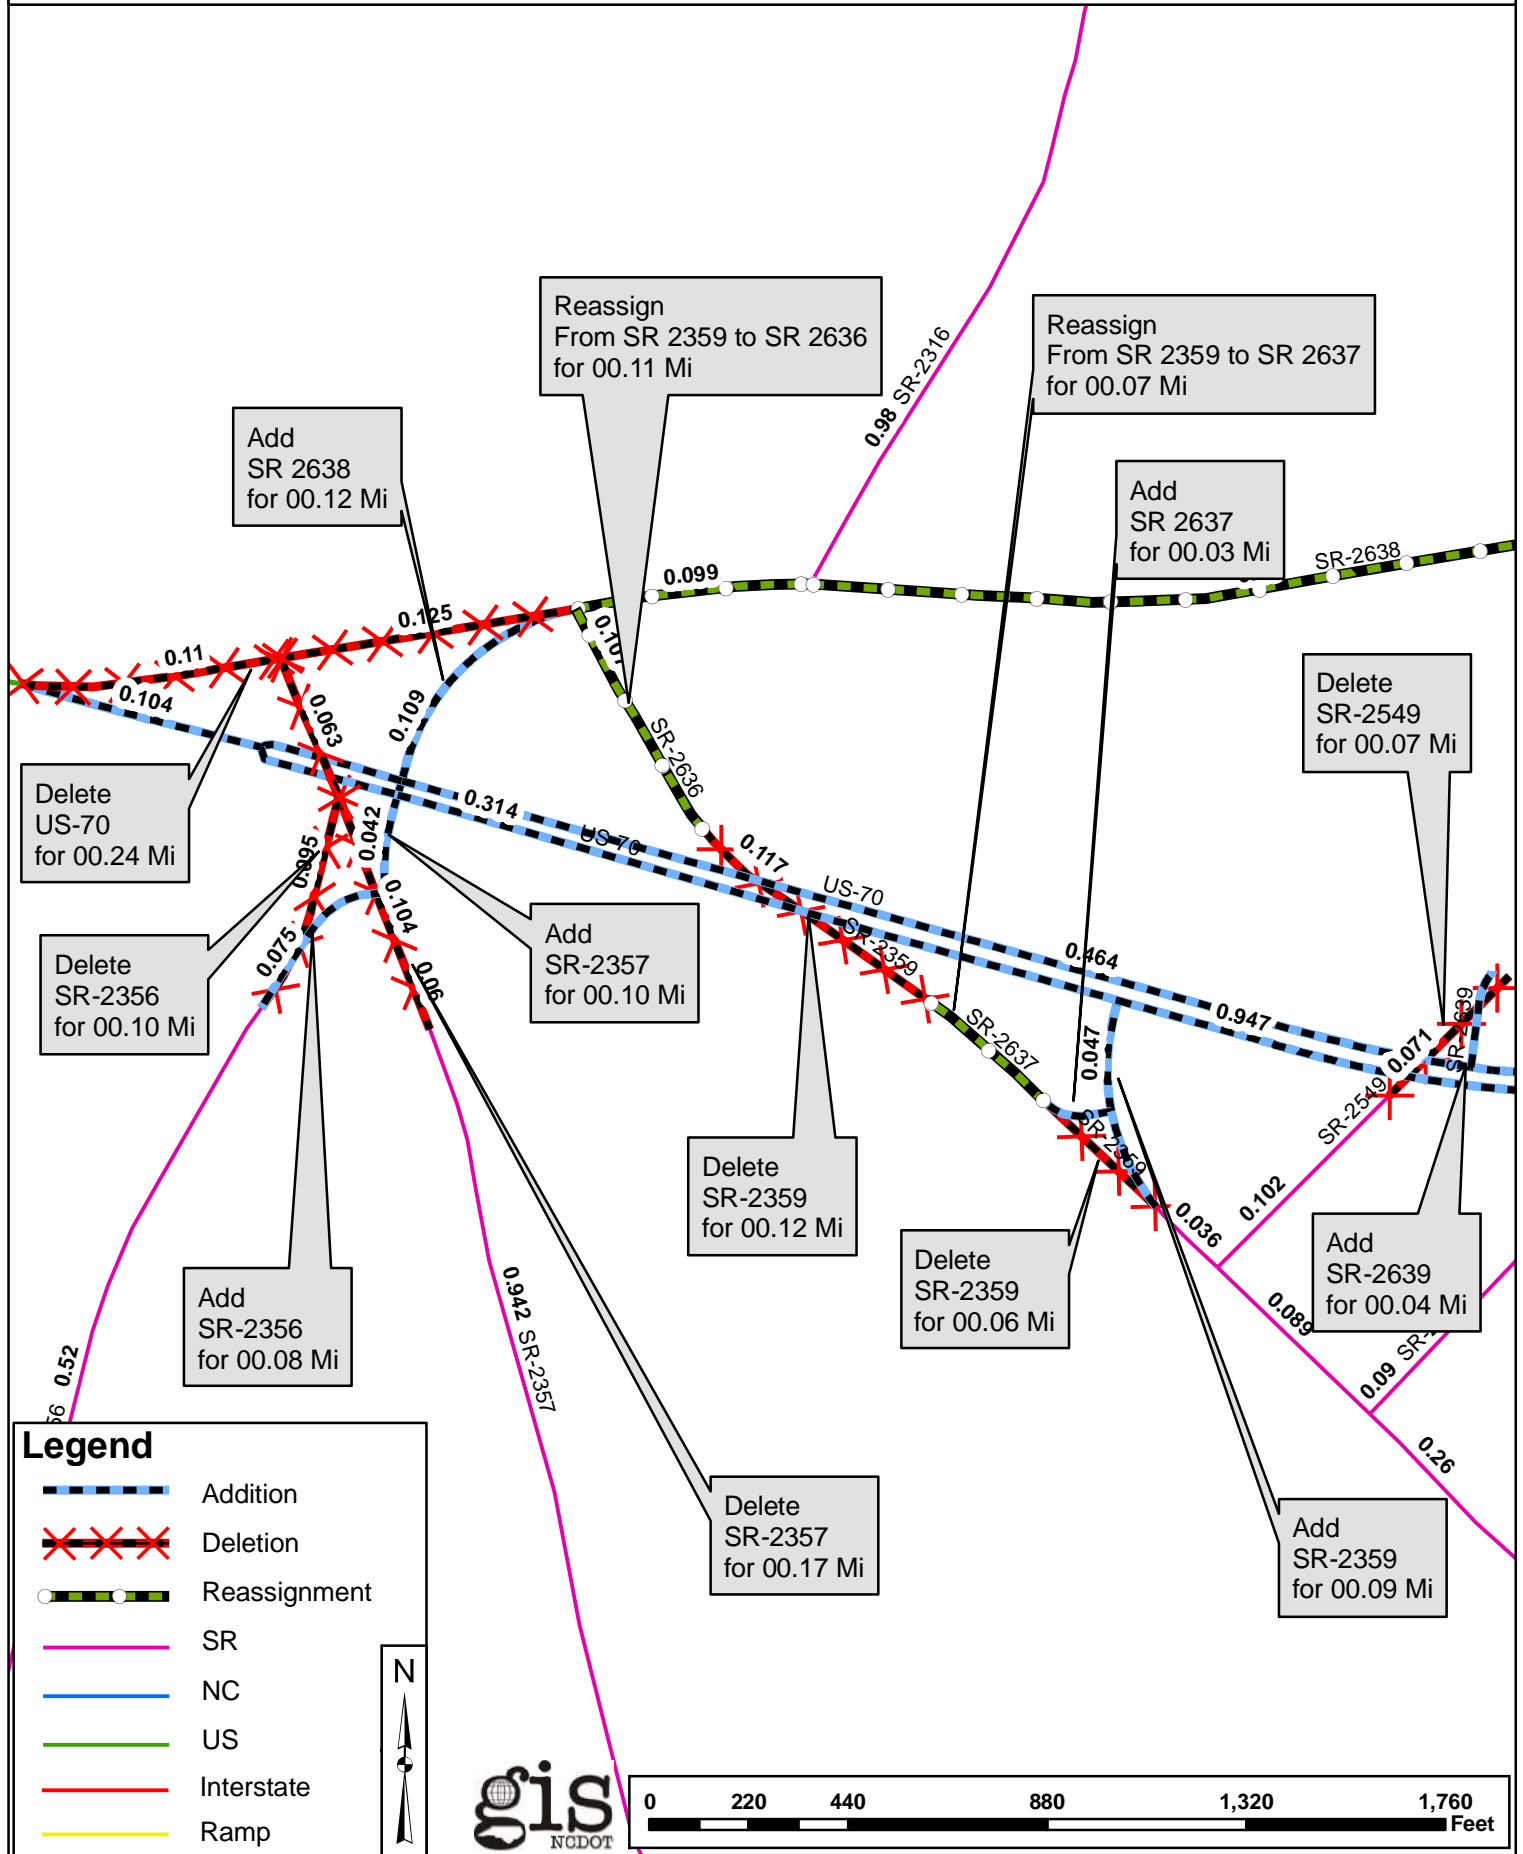 Reassign
From SR 2359 to SR 2636
for 00.11 Mi
Reassign
From SR 2359 to SR 2637
for 00.07 Mi
0.98 SR-2316
Add
SR 2638
for 00.12 Mi
Add
SR 2637
for 00.03 Mi
SR-2638
0.099
0.125
0.107
0.11
0.104
0.063
0.109
SR-2636
Delete
SR-2549
for 00.07 Mi
Delete
US-70
for 00.24 Mi
0.314
US-70
0.042
0.095
0.117
US-70
0.104
SR-2359
0.464
0.075
0.06
Delete
SR-2356
for 00.10 Mi
Add
SR-2357
for 00.10 Mi
0.947
SR-2639
0.071
SR-2637
0.047
SR-2549
SR-2359
Delete
SR-2359
for 00.12 Mi
0.102
0.036
Delete
SR-2359
for 00.06 Mi
Add
SR-2639
for 00.04 Mi
Add
SR-2356
for 00.08 Mi
0.942 SR-2357
0.089
0.09 SR-
0.52
56
0.26
Delete
SR-2357
for 00.17 Mi
Add
SR-2359
for 00.09 Mi
Legend
Addition
Deletion
Reassignment
SR
NC
US
Interstate
Ramp
N
gis
NCDOT
0 220 440 880 1,320 1,760
Feet